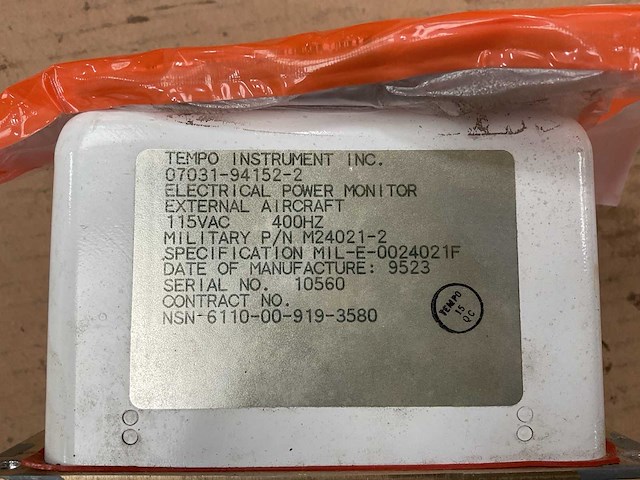 TEMPO INSTRUMENT INC.
07031-94152-2
ELECTRICAL POWER MONITOR
EXTERNAL AIRCRAFT
115VAC 400HZ
MILITARY P/N M24021-2
SPECIFICATION MIL-E-0024021F
DATE OF MANUFACTURE: 9523
SERIAL NO. 10560
CONTRACT NO.
NSN-6110-00-919-3580
TEMPO
15
QC